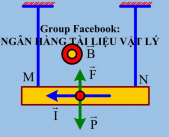 Group Facebook:
NGÂN HÀNG TÀI LIỆU VẬT LÝ
B
M
F
N
I
P